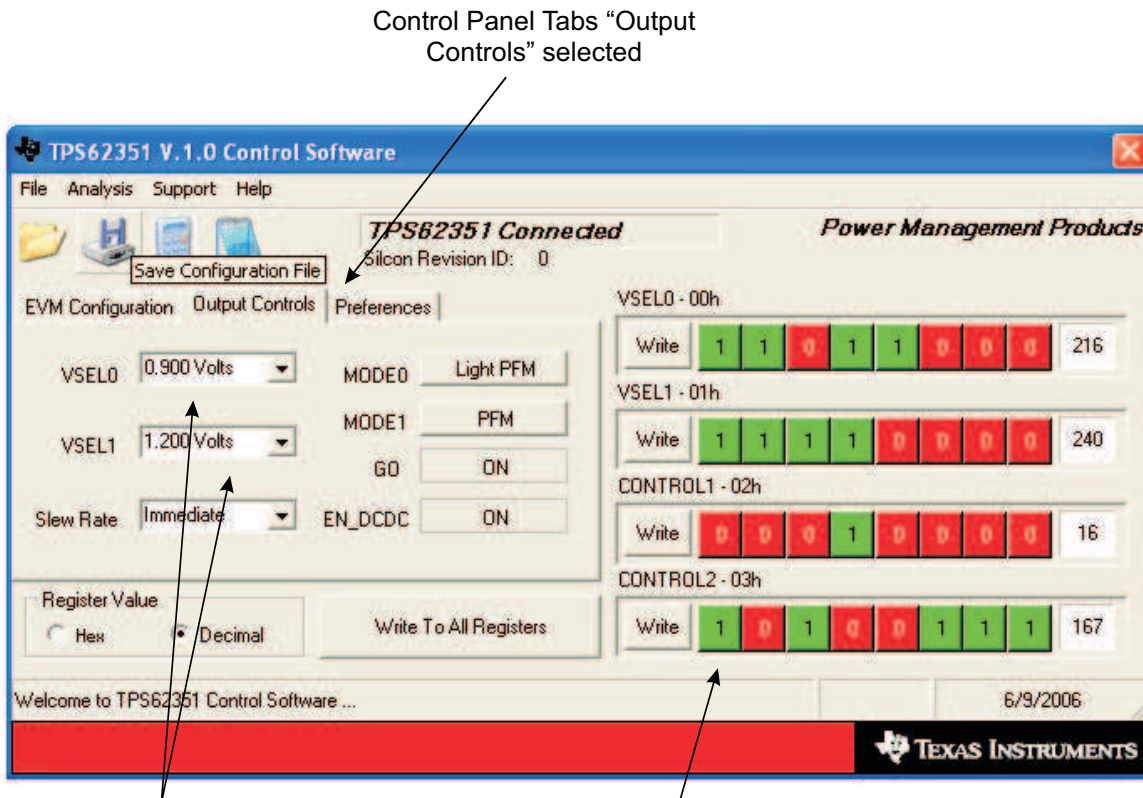 Control Panel Tabs “Output
Controls” selected
TPS62351 V.1.0 Control Software
File Analysis Support Help
TPS62351 Connected
Power Management Products
Silcon Revision ID: 0
Save Configuration File
EVM Configuration Output Controls Preferences
VSEL0 0.900 Volts
MODE0 Light PFM
VSEL1 1.200 Volts
MODE1 PFM
GO ON
Slew Rate Immediate
EN_DCDC ON
Register Value
Hex Decimal
Write To All Registers
VSEL0 - 00h
Write 1 1 0 1 1 0 0 0 216
VSEL1 - 01h
Write 1 1 1 1 0 0 0 0 240
CONTROL1 - 02h
Write 0 0 0 1 0 0 0 0 16
CONTROL2 - 03h
Write 1 0 1 0 0 1 1 1 167
Welcome to TPS62351 Control Software ...
6/9/2006
TEXAS INSTRUMENTS